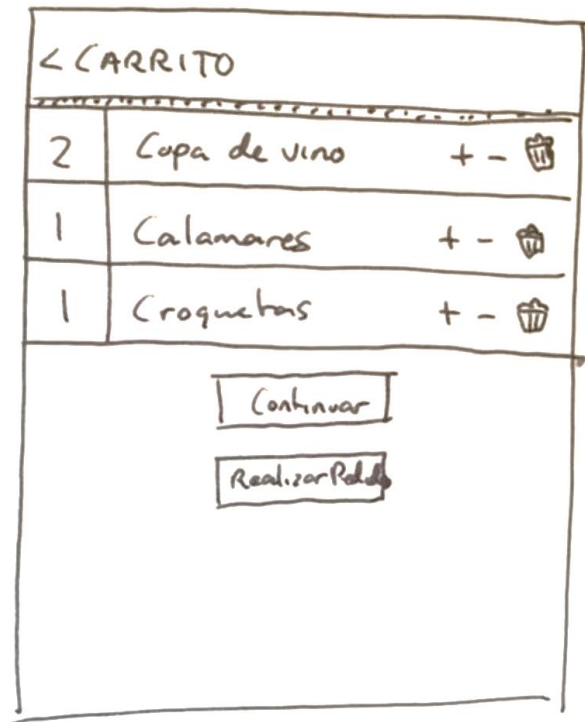 < CARRITO
2 Copa de vino + -
1 Calamares + -
1 Croquetas + -
Continuar
Realizar Pedido